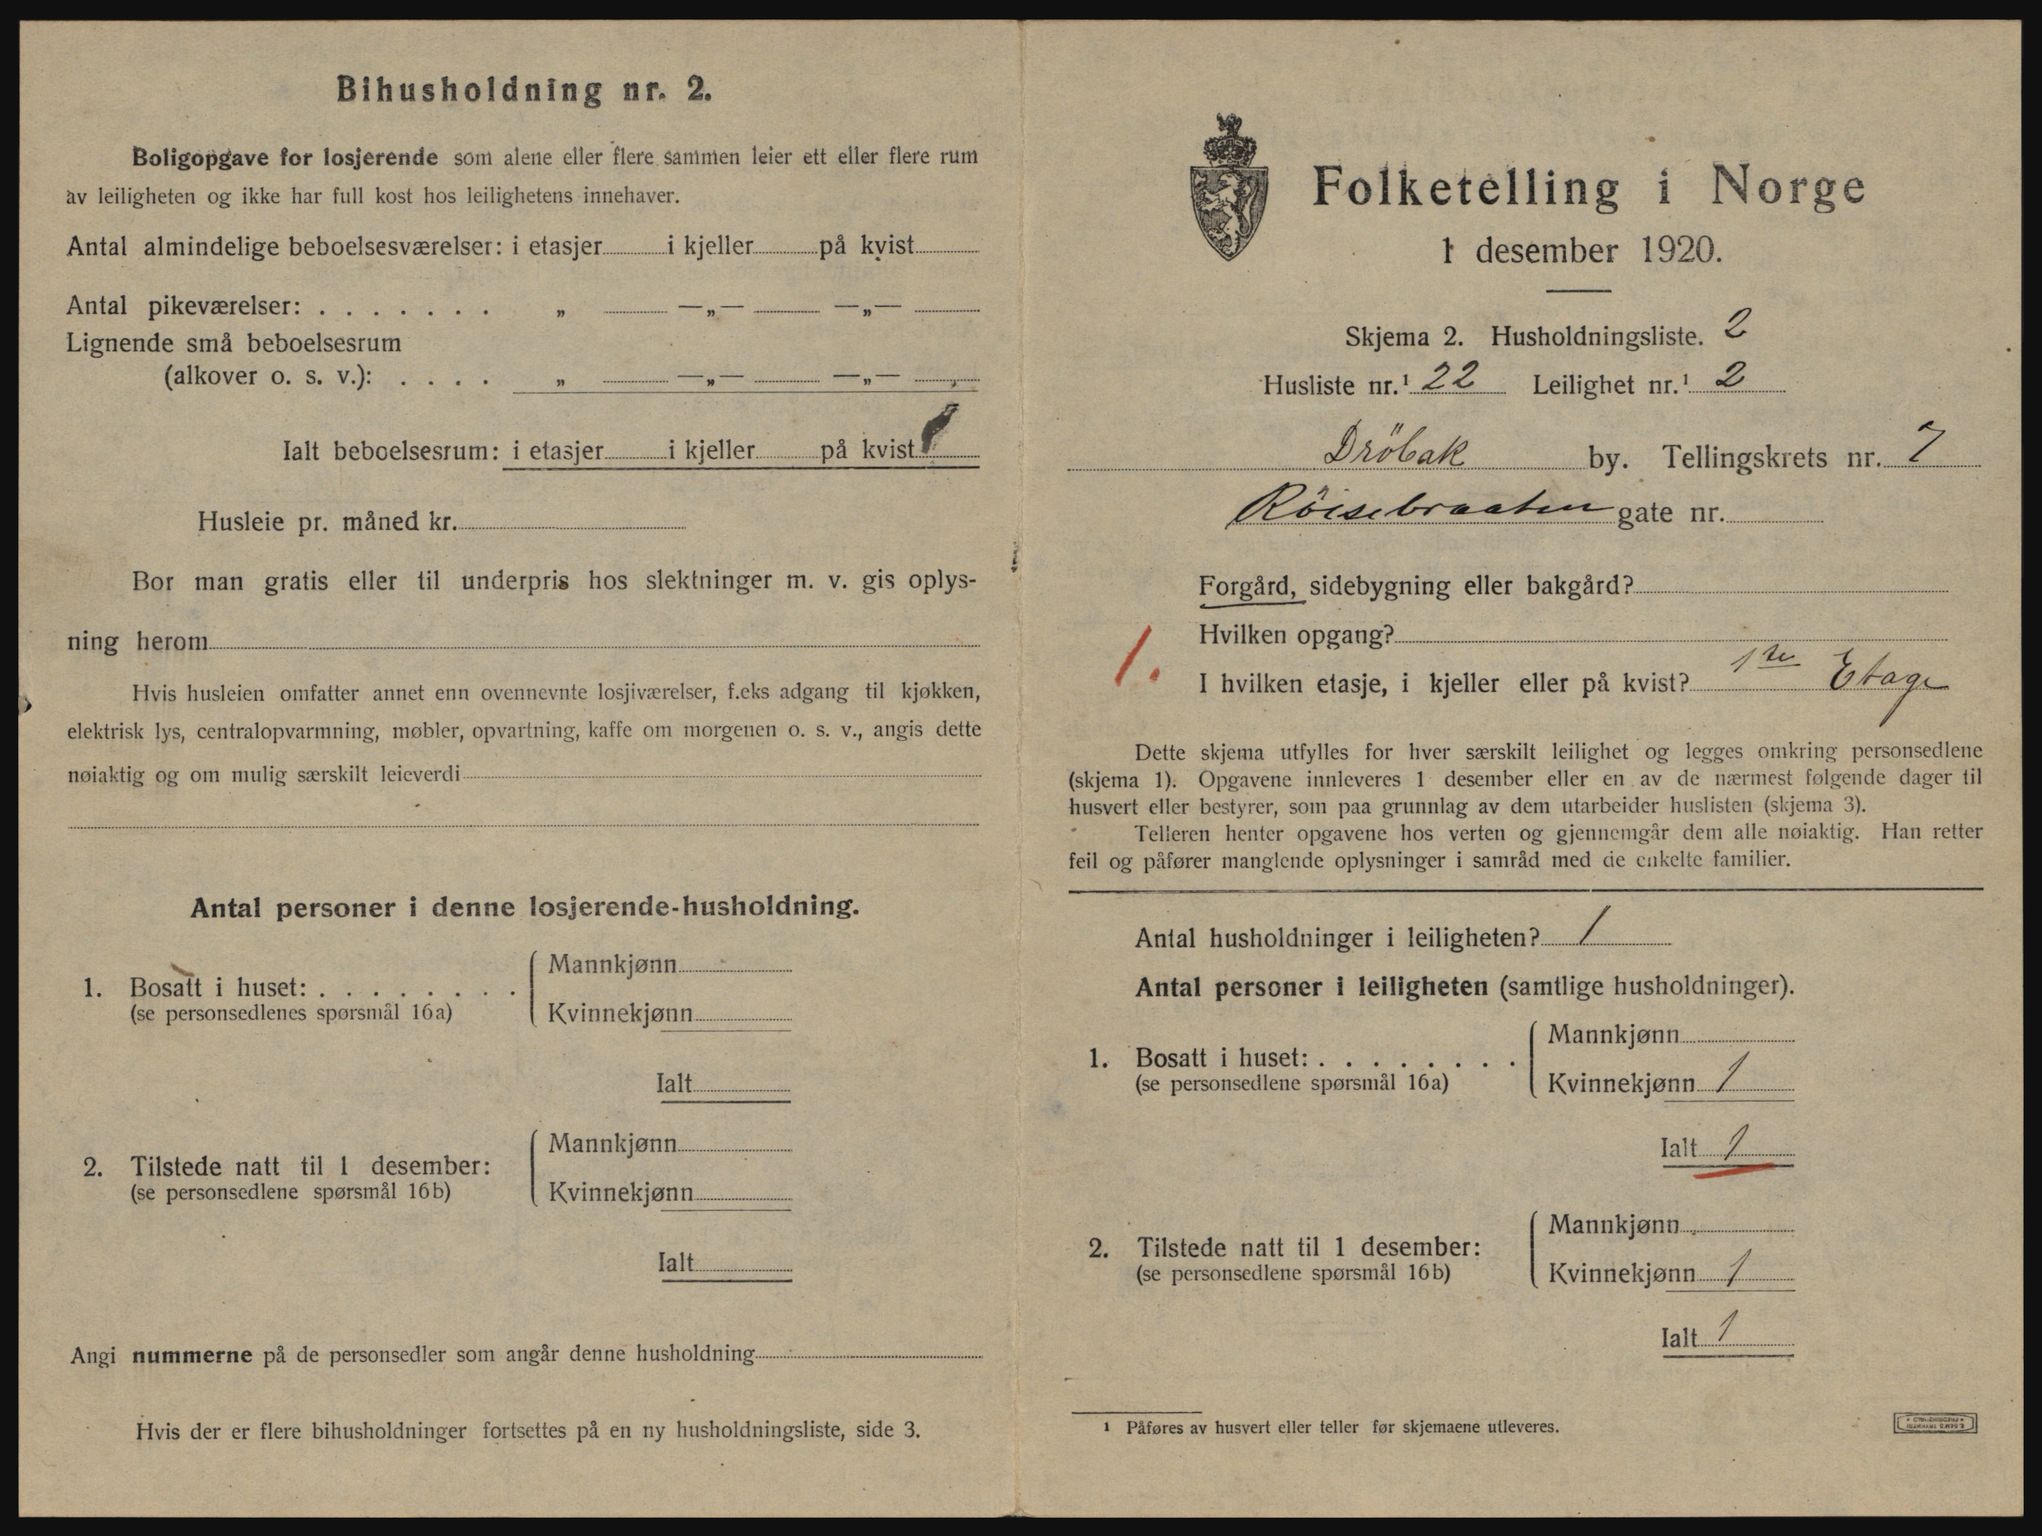 Bihusholdning nr. 2.
Boligopgave for losjerende som alene eller flere sammen leier ett eller flere rum
av leiligheten og ikke har full kost hos leilighetens innehaver.
Antal almindelige beboelsesværelser: i etasjer i kjeller på kvist
Antal pikeværelser: . . . . . . . „ —„— —„—
Lignende små beboelsesrum
(alkover o. s. v.): . . . . „ —„— —„—
Ialt beboelsesrum: i etasjer i kjeller på kvist
Husleie pr. måned kr.
Bor man gratis eller til underpris hos slektninger m. v. gis oplys-
ning herom
Hvis husleien omfatter annet enn ovennevnte losjiværelser, f.eks adgang til kjøkken,
elektrisk lys, centralopvarmning, møbler, opvartning, kaffe om morgenen o. s. v., angis dette
nøiaktig og om mulig særskilt leieverdi
Antal personer i denne losjerende-husholdning.
Mannkjønn
1. Bosatt i huset: . . . . . . . .
(se personsedlenes spørsmål 16a)
Kvinnekjønn
Ialt
Mannkjønn
2. Tilstede natt til 1 desember:
(se personsedlene spørsmål 16b)
Kvinnekjønn
Ialt
Angi nummerne på de personsedler som angår denne husholdning
Hvis der er flere bihusholdninger fortsettes på en ny husholdningsliste, side 3.
Folketelling i Norge
1 desember 1920.
Skjema 2. Husholdningsliste. 2
Husliste nr.¹ 22 Leilighet nr.¹ 2
Dröbak by. Tellingskrets nr. 7
Röisebraaten gate nr.
Forgård, sidebygning eller bakgård?
Hvilken opgang?
1.
I hvilken etasje, i kjeller eller på kvist? 1ste Etage
Dette skjema utfylles for hver særskilt leilighet og legges omkring personsedlene
(skjema 1). Opgavene innleveres 1 desember eller en av de nærmest følgende dager til
husvert eller bestyrer, som paa grunnlag av dem utarbeider huslisten (skjema 3).
Telleren henter opgavene hos verten og gjennemgår dem alle nøiaktig. Han retter
feil og påfører manglende oplysninger i samråd med de enkelte familier.
Antal husholdninger i leiligheten? 1
Antal personer i leiligheten (samtlige husholdninger).
Mannkjønn
1. Bosatt i huset: . . . . . . . .
(se personsedlene spørsmål 16a)
Kvinnekjønn 1
Ialt 1
Mannkjønn
2. Tilstede natt til 1 desember:
(se personsedlene spørsmål 16b)
Kvinnekjønn 1
Ialt 1
¹ Påføres av husvert eller teller før skjemaene utleveres.